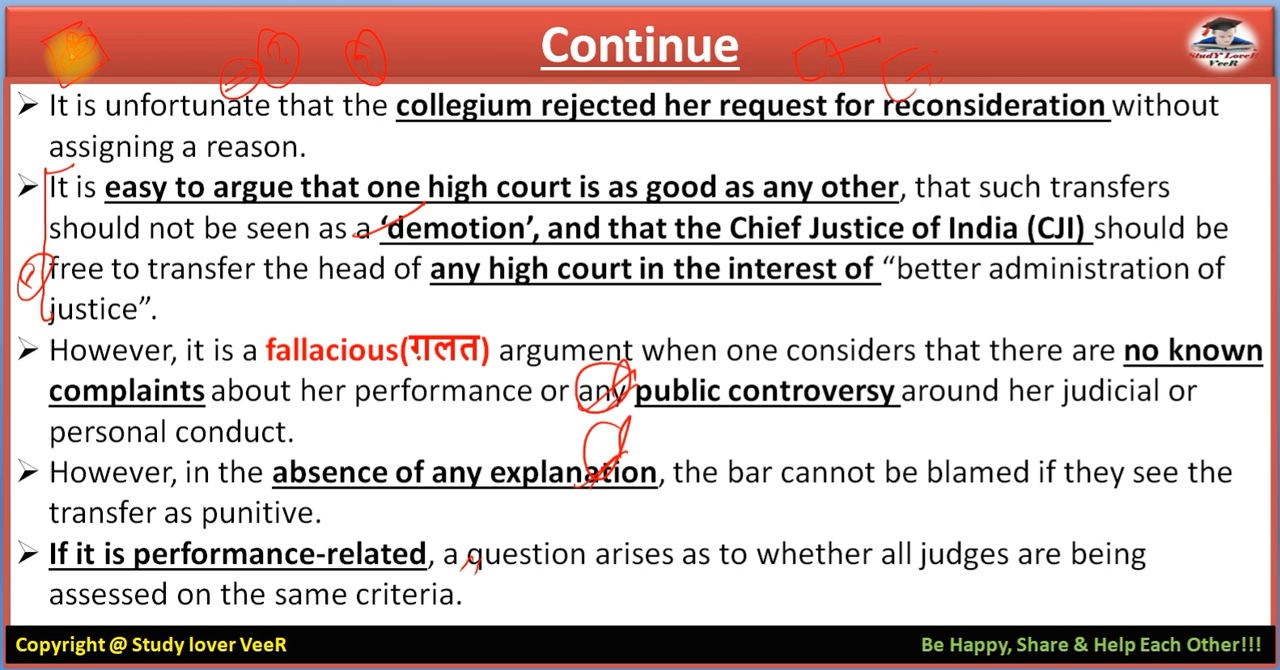 Continue
StudY LoveR
VeeR
➢ It is unfortunate that the collegium rejected her request for reconsideration without
assigning a reason.
➢ It is easy to argue that one high court is as good as any other, that such transfers
should not be seen as a ‘demotion’, and that the Chief Justice of India (CJI) should be
free to transfer the head of any high court in the interest of “better administration of
justice”.
➢ However, it is a fallacious(ग़लत) argument when one considers that there are no known
complaints about her performance or any public controversy around her judicial or
personal conduct.
➢ However, in the absence of any explanation, the bar cannot be blamed if they see the
transfer as punitive.
➢ If it is performance-related, a question arises as to whether all judges are being
assessed on the same criteria.
Copyright @ Study lover VeeR
Be Happy, Share & Help Each Other!!!